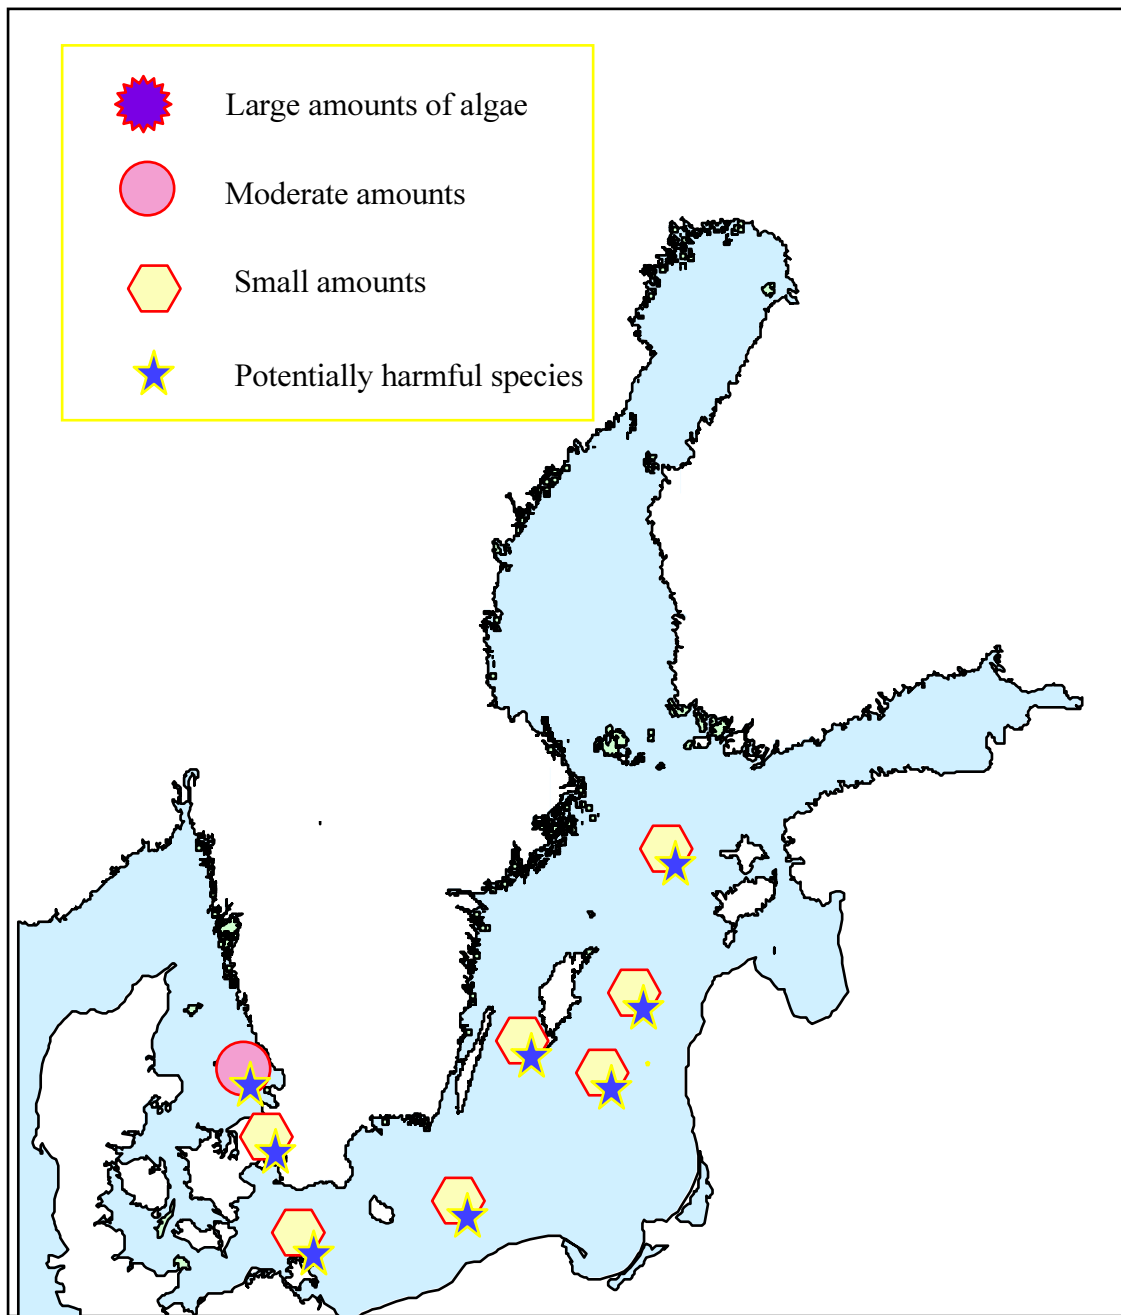 Large amounts of algae
Moderate amounts
Small amounts
Potentially harmful species